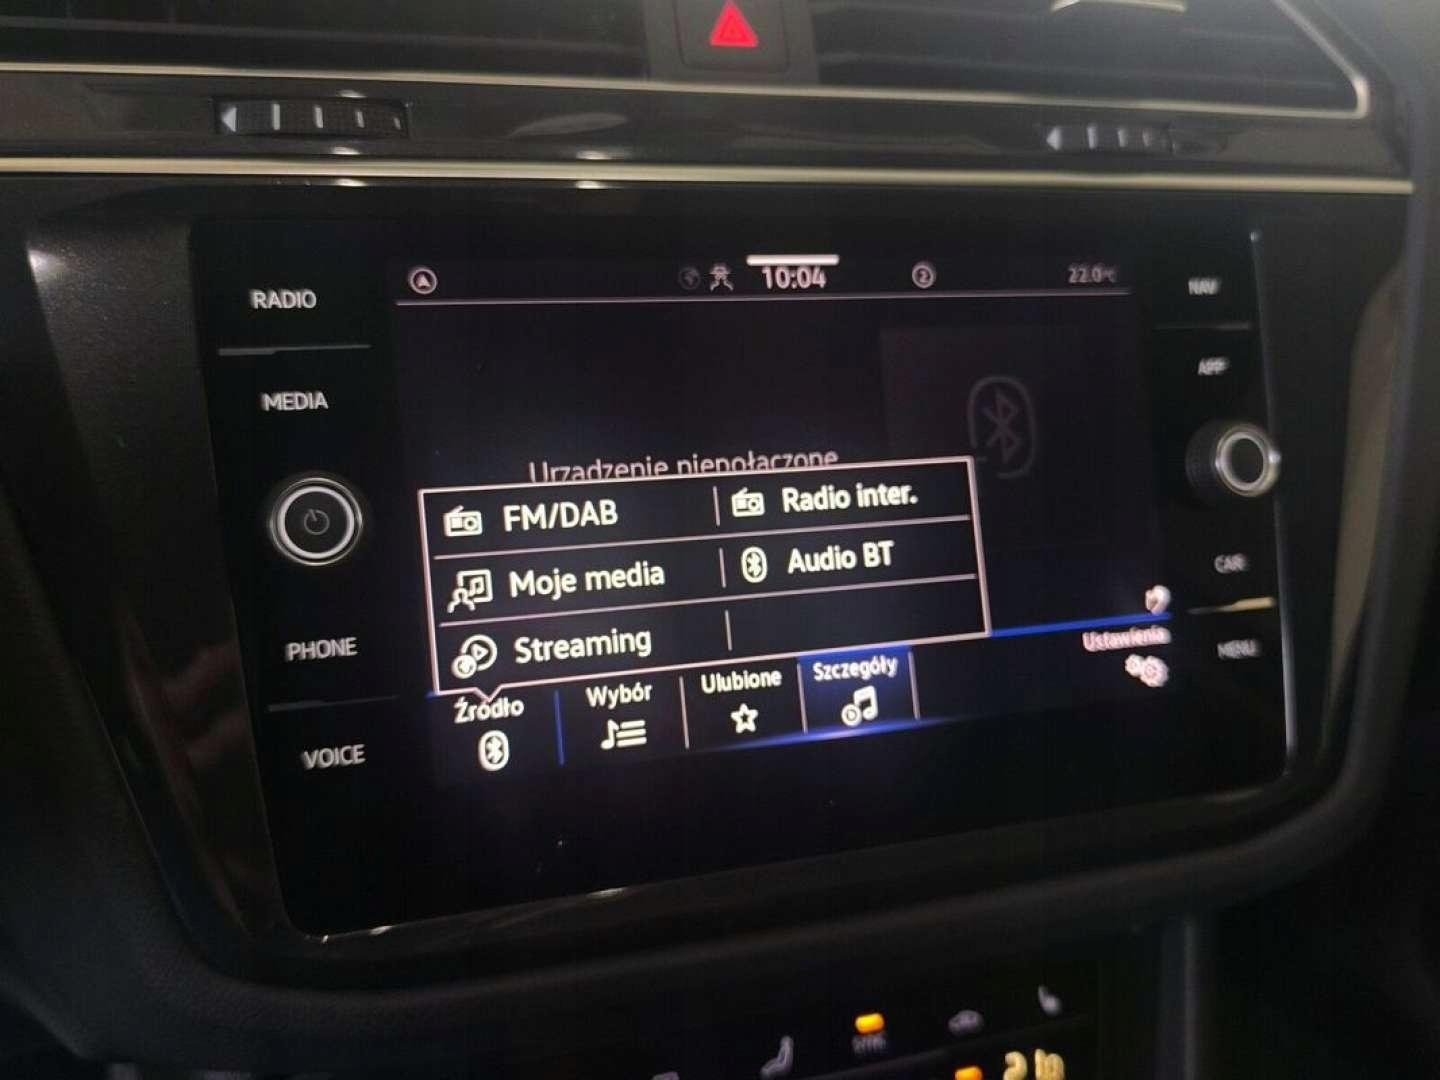 RADIO
MEDIA
PHONE
VOICE
10:04
2
22.0°C
NAV
APP
CAR
MENU
Urządzenie niepołączone
FM/DAB
Radio inter.
Moje media
Audio BT
Streaming
Źródło
Wybór
Ulubione
Szczegóły
Ustawienia